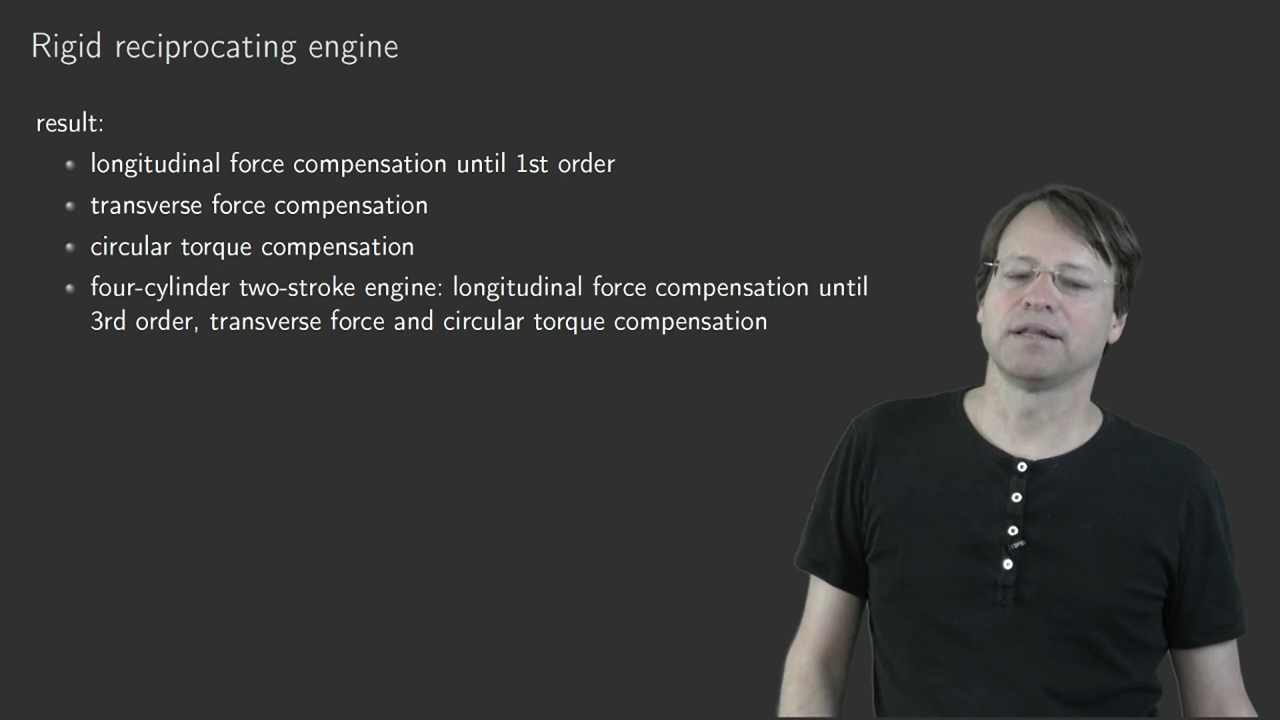 Rigid reciprocating engine
result:
longitudinal force compensation until 1st order
transverse force compensation
circular torque compensation
four-cylinder two-stroke engine: longitudinal force compensation until
3rd order, transverse force and circular torque compensation